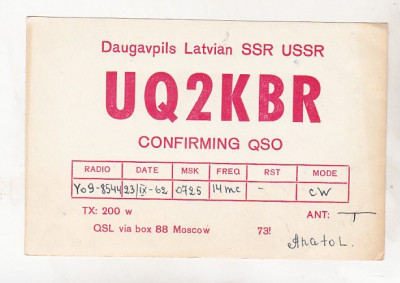 Daugavpils Latvian SSR USSR
UQ2KBR
CONFIRMING QSO
RADIO DATE MSK FREQ RST MODE
Yo9-8544 23/IX-62 0725 14 mc - CW
TX: 200 w ANT: T
QSL via box 88 Moscow 73!
Anatol.